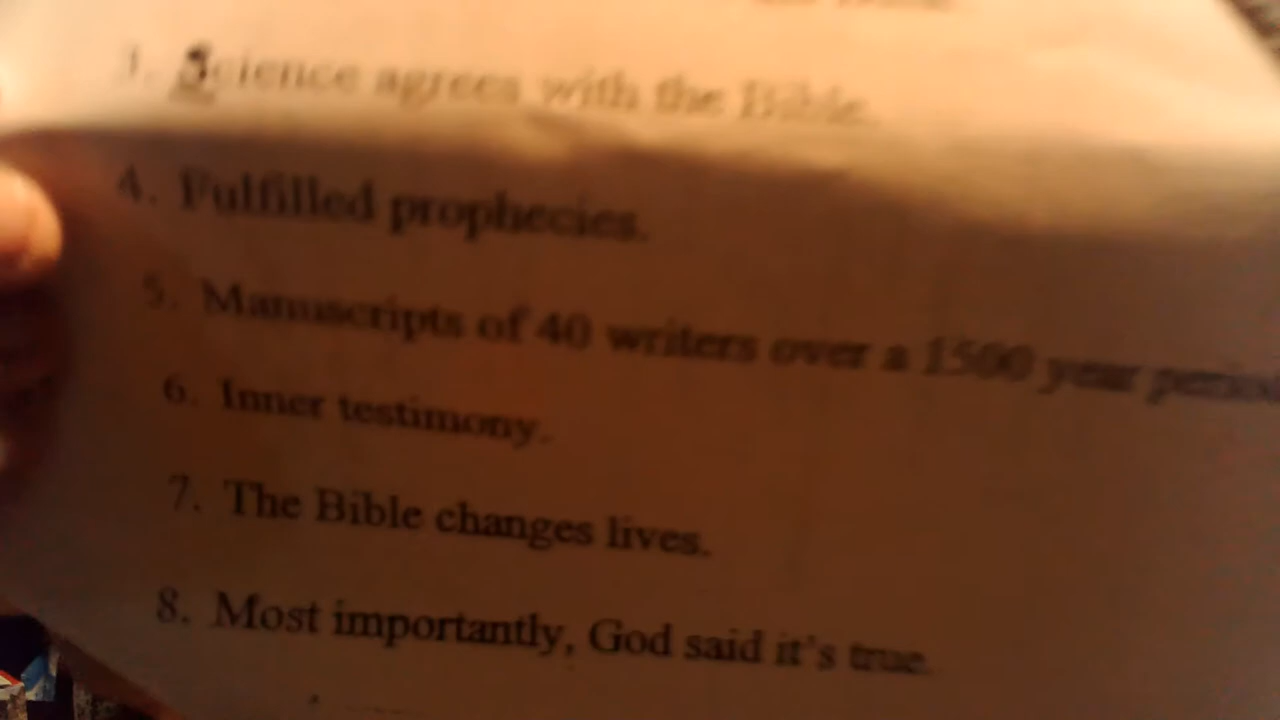 3. Science agrees with the Bible.
4. Fulfilled prophecies.
5. Manuscripts of 40 writers over a 1500 year
6. Inner testimony.
7. The Bible changes lives.
8. Most importantly, God said it's true.